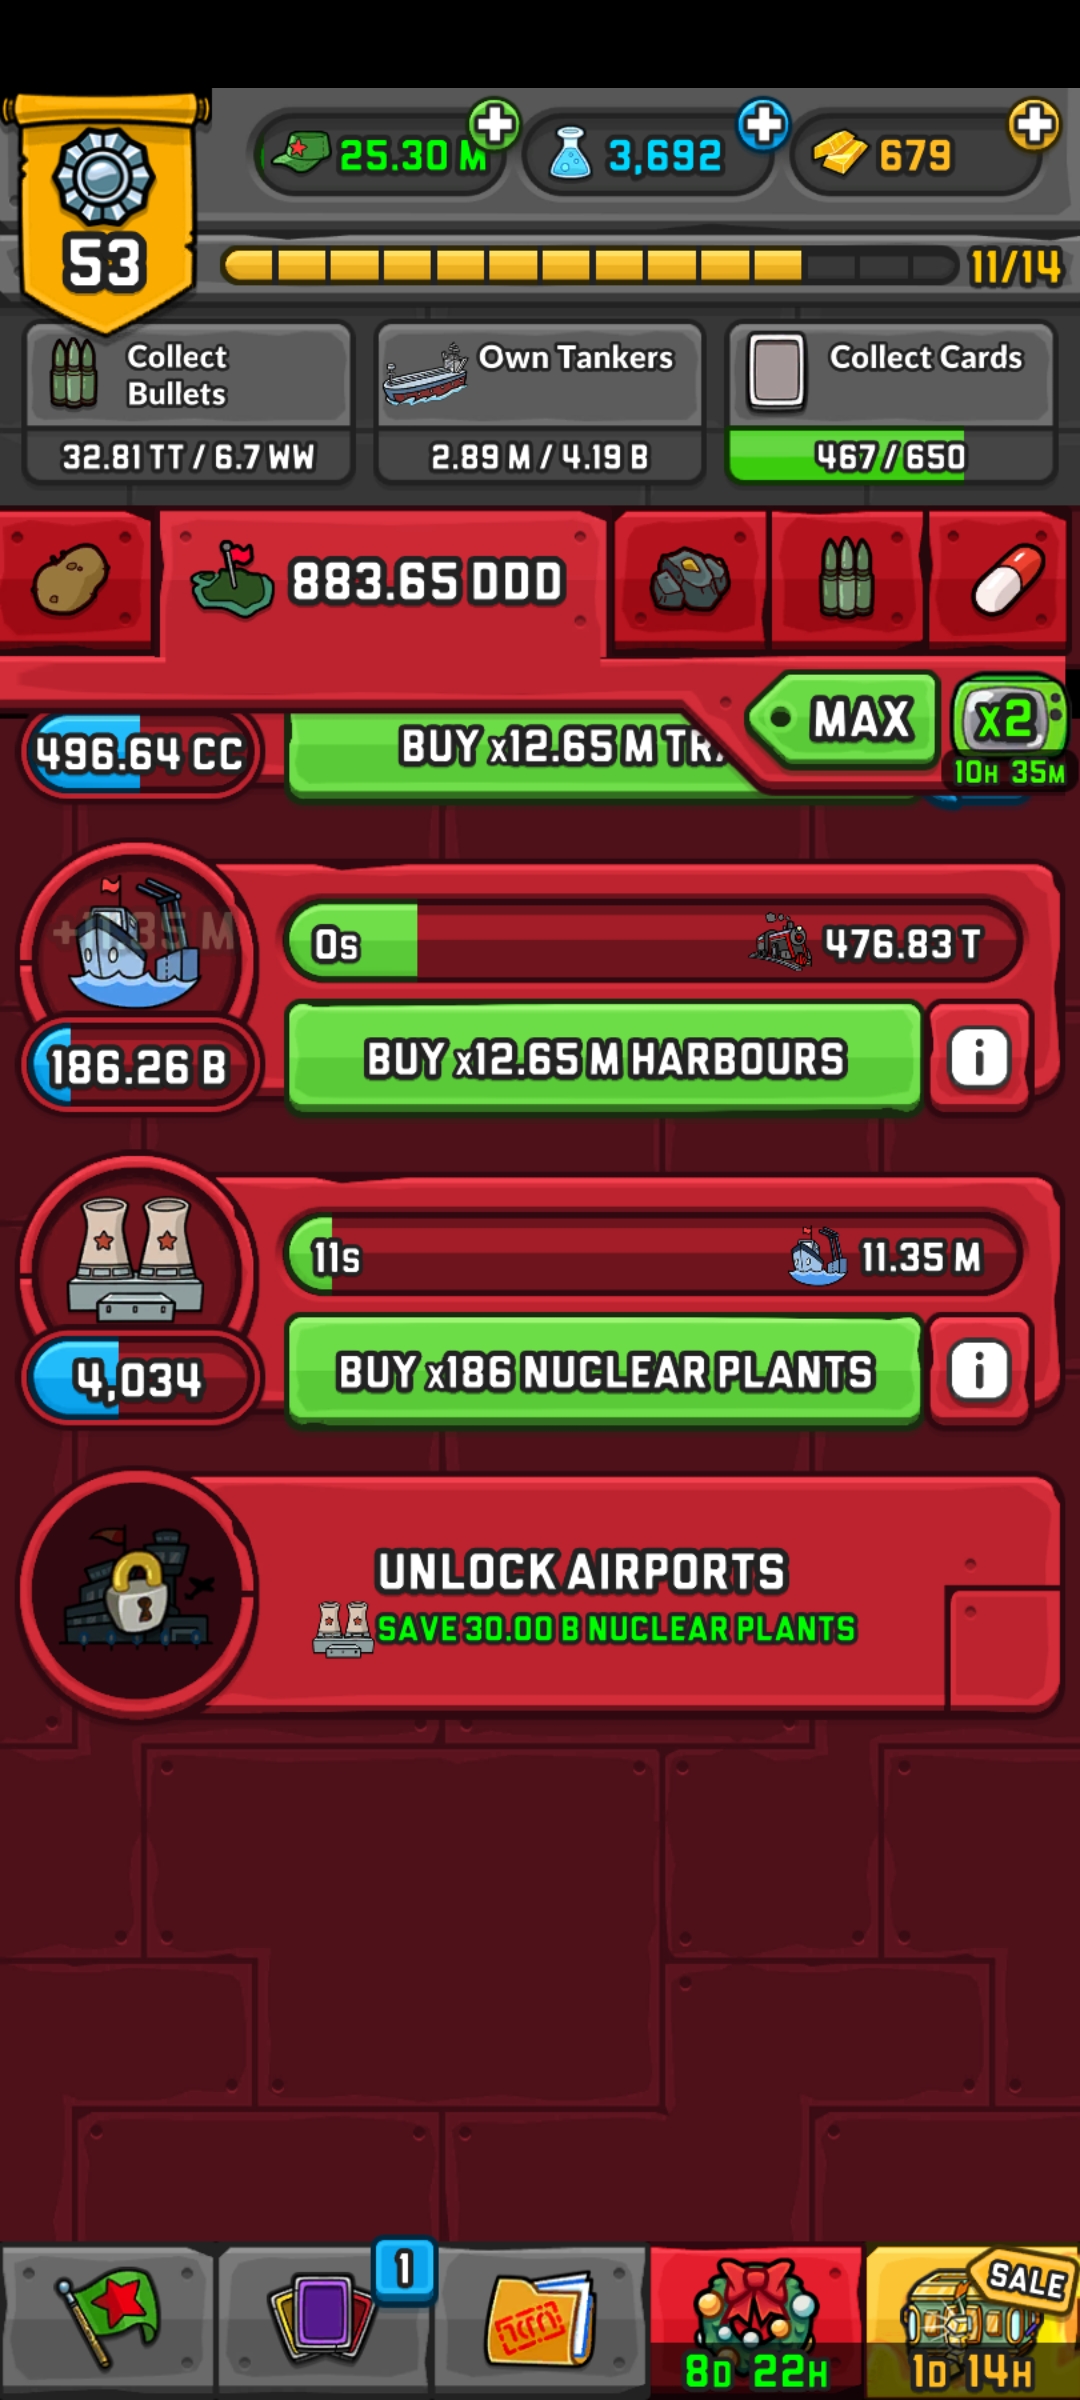 25.30 M
3,692
679
53
11/14
Collect
Bullets
Own Tankers
Collect Cards
32.81 TT / 6.7 WW
2.89 M / 4.19 B
467 / 650
883.65 DDD
MAX
x2
10H 35M
496.64 CC
BUY x12.65 M
+11.35 M
0s
476.83 T
186.26 B
BUY x12.65 M HARBOURS
i
11s
11.35 M
4,034
BUY x186 NUCLEAR PLANTS
i
UNLOCK AIRPORTS
SAVE 30.00 B NUCLEAR PLANTS
1
SALE
8D 22H
1D 14H